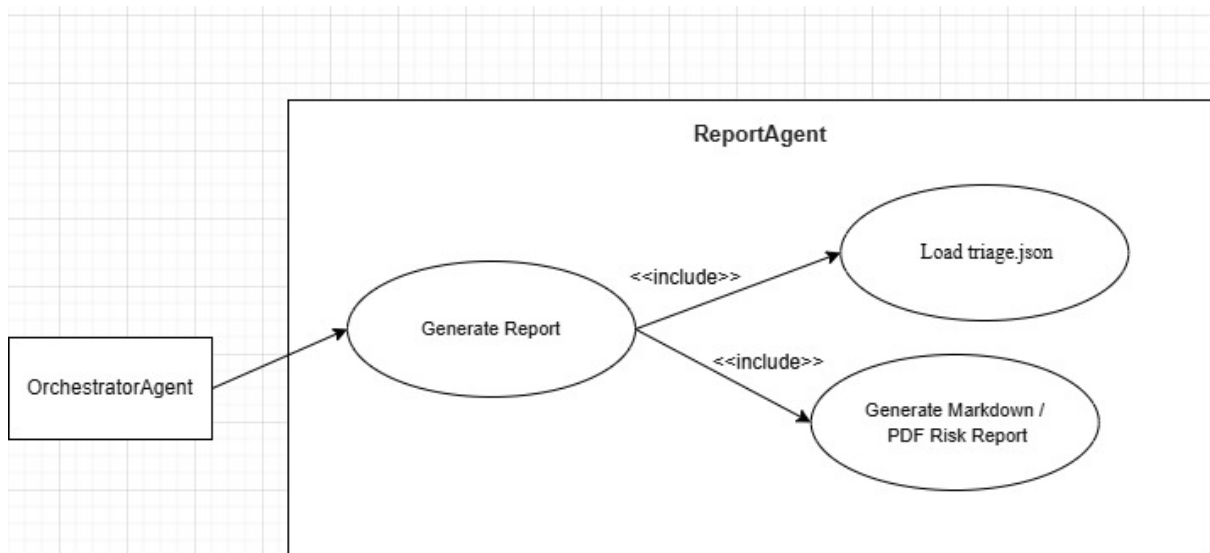 ReportAgent
Load triage.json
<<include>>
Generate Report
<<include>>
OrchestratorAgent
Generate Markdown /
PDF Risk Report